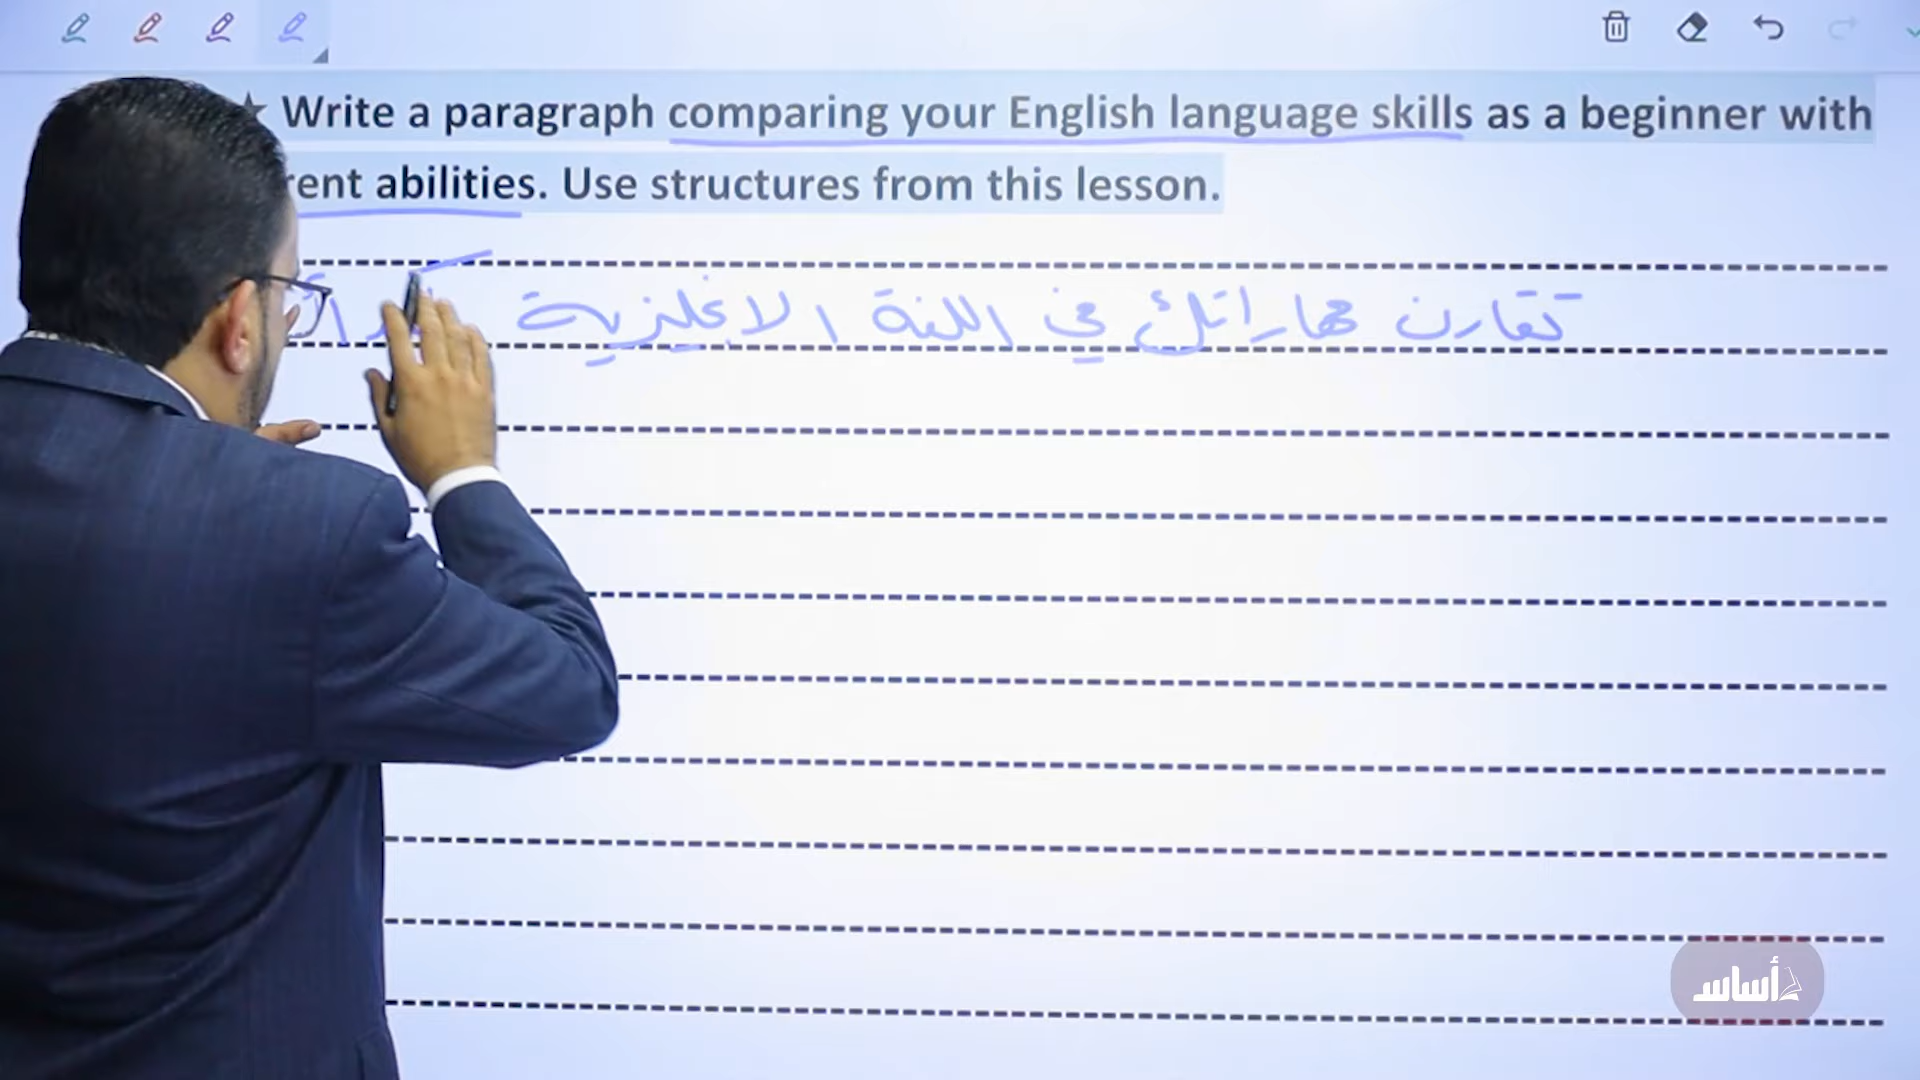 ★ Write a paragraph comparing your English language skills as a beginner with
rent abilities. Use structures from this lesson.
تقارن مهاراتك في اللغة الانجليزية
أساس